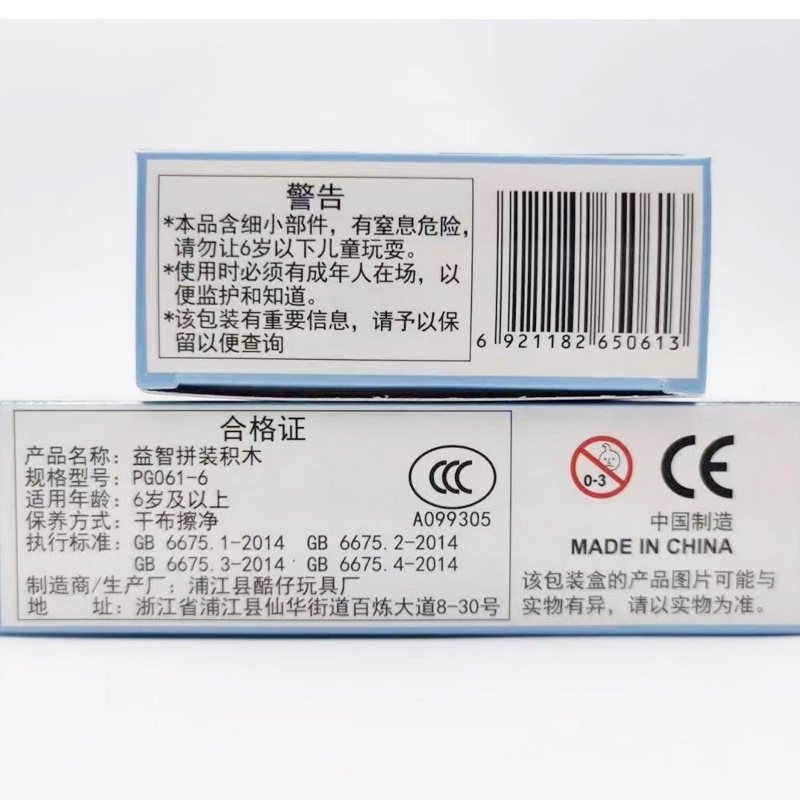 警告
*本品含细小部件，有窒息危险，
请勿让6岁以下儿童玩耍。
*使用时必须有成年人在场，以
便监护和知道。
*该包装有重要信息，请予以保
留以便查询
6 921182 650613
合格证
产品名称：益智拼装积木
规格型号：PG061-6
适用年龄：6岁及以上
保养方式：干布擦净
执行标准：GB 6675.1-2014 GB 6675.2-2014
GB 6675.3-2014 GB 6675.4-2014
制造商/生产厂：浦江县酷仔玩具厂
地 址：浙江省浦江县仙华街道百炼大道8-30号
CCC
A099305
0-3
CE
中国制造
MADE IN CHINA
该包装盒的产品图片可能与
实物有异，请以实物为准。